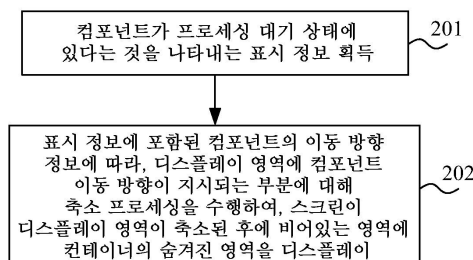 컴포넌트가 프로세싱 대기 상태에
있다는 것을 나타내는 표시 정보 획득
201
표시 정보에 포함된 컴포넌트의 이동 방향
정보에 따라, 디스플레이 영역에 컴포넌트
이동 방향이 지시되는 부분에 대해
축소 프로세싱을 수행하여, 스크린이
디스플레이 영역이 축소된 후에 비어있는 영역에
컨테이너의 숨겨진 영역을 디스플레이
202